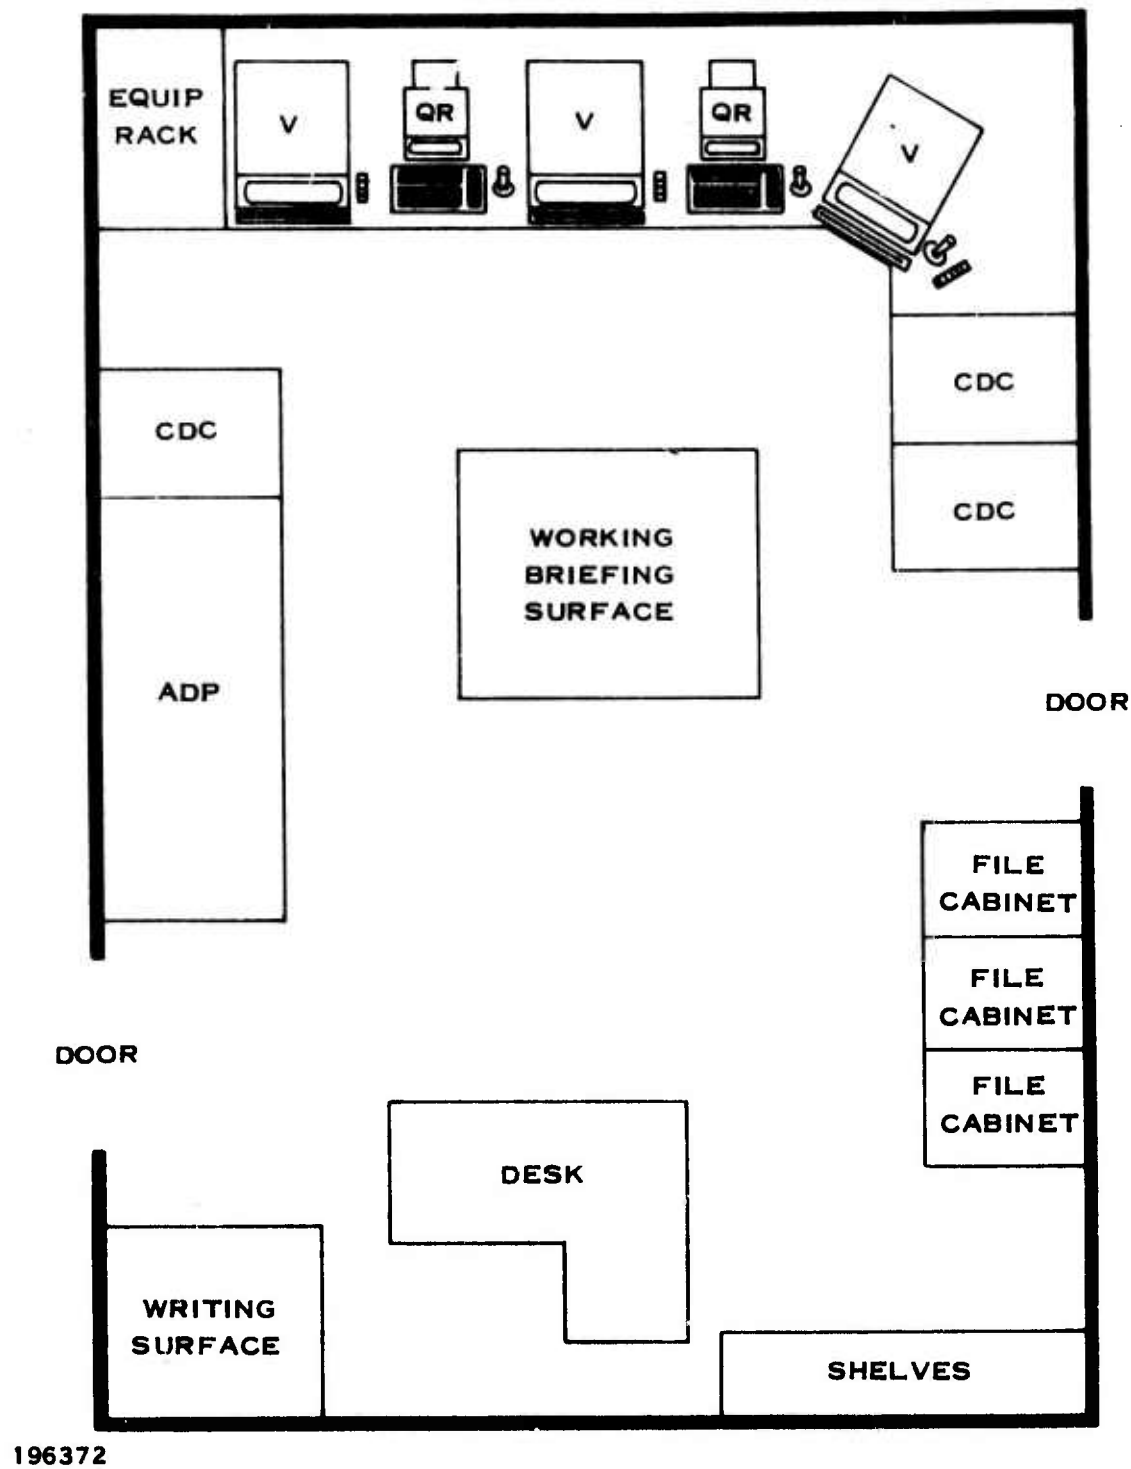 EQUIP
RACK
V
QR
V
QR
V
CDC
CDC
CDC
WORKING
BRIEFING
SURFACE
ADP
DOOR
FILE
CABINET
FILE
CABINET
FILE
CABINET
DOOR
DESK
WRITING
SURFACE
SHELVES
196372